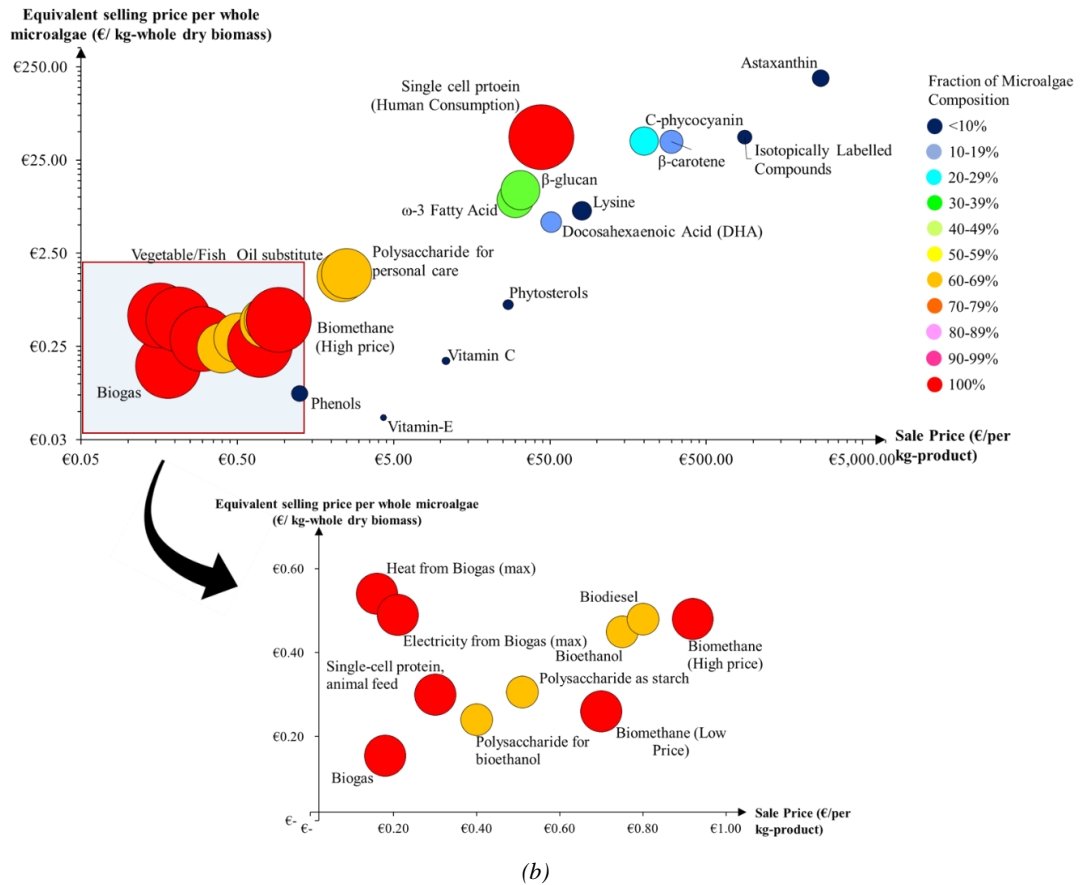 Equivalent selling price per whole
microalgae (€/ kg-whole dry biomass)
€250.00
€25.00
€2.50
€0.25
€0.03
€0.05
€0.50
€5.00
€50.00
€500.00
€5,000.00
Sale Price (€/per
kg-product)
Astaxanthin
Single cell prtoein
(Human Consumption)
C-phycocyanin
β-carotene
Isotopically Labelled
Compounds
β-glucan
ω-3 Fatty Acid
Lysine
Docosahexaenoic Acid (DHA)
Vegetable/Fish Oil substitute
Polysaccharide for
personal care
Phytosterols
Biomethane
(High price)
Vitamin C
Biogas
Phenols
Vitamin-E
Fraction of Microalgae
Composition
<10%
10-19%
20-29%
30-39%
40-49%
50-59%
60-69%
70-79%
80-89%
90-99%
100%
Equivalent selling price per whole microalgae
(€/ kg-whole dry biomass)
€0.60
€0.40
€0.20
€-
€-
€0.20
€0.40
€0.60
€0.80
€1.00
Sale Price (€/per
kg-product)
Heat from Biogas (max)
Electricity from Biogas (max)
Biodiesel
Bioethanol
Biomethane
(High price)
Single-cell protein,
animal feed
Polysaccharide as starch
Polysaccharide for
bioethanol
Biomethane (Low
Price)
Biogas
(b)